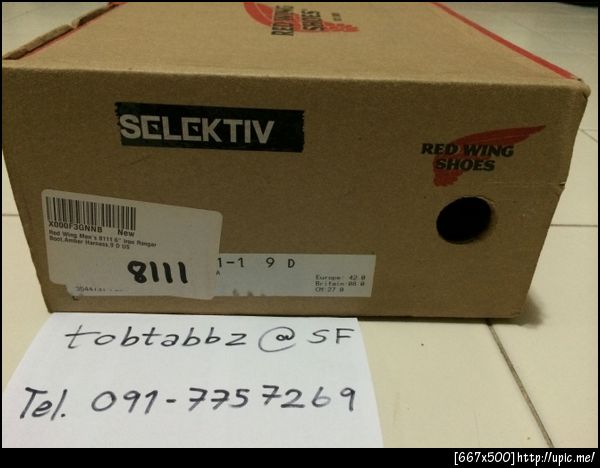 RED WING
SHOES
SELEKTIV
RED WING
SHOES
X000F3GNNB New
Red Wing Men's 8111 6" Iron Ranger
Boot,Amber Harness,9 D US
8111
1-1 9 D
Europe: 42.0
Britain:08.0
CM:27.0
tobtabbz @ SF
Tel. 091-7757269
[667x500]http://upic.me/